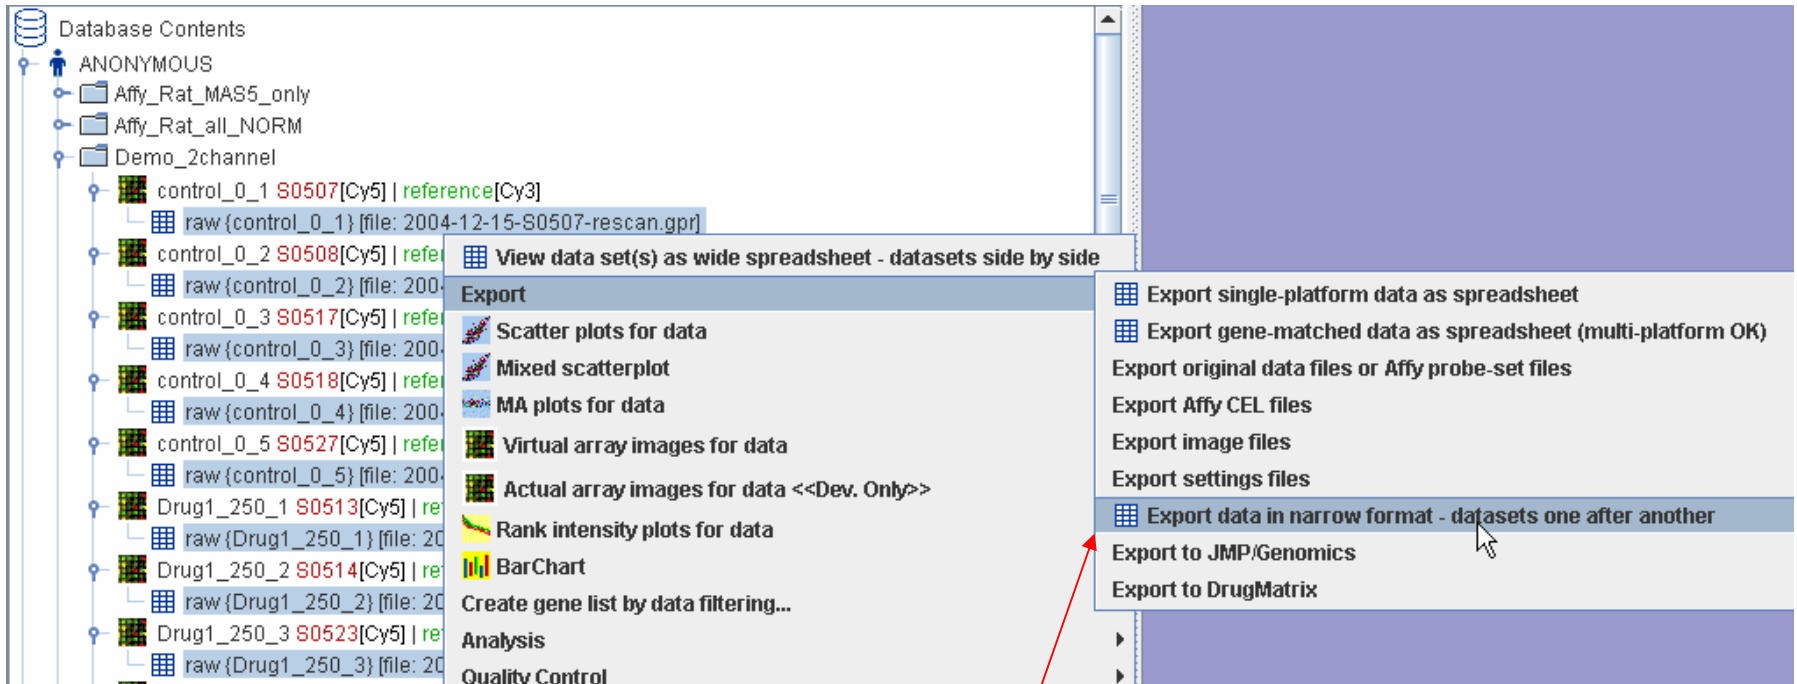 Database Contents
ANONYMOUS
Affy_Rat_MAS5_only
Affy_Rat_all_NORM
Demo_2channel
control_0_1 S0507[Cy5] | reference[Cy3]
raw {control_0_1} [file: 2004-12-15-S0507-rescan.gpr]
control_0_2 S0508[Cy5] | refer
raw {control_0_2} [file: 200
control_0_3 S0517[Cy5] | refer
raw {control_0_3} [file: 200
control_0_4 S0518[Cy5] | refer
raw {control_0_4} [file: 200
control_0_5 S0527[Cy5] | refer
raw {control_0_5} [file: 200
Drug1_250_1 S0513[Cy5] | re
raw {Drug1_250_1} [file: 20
Drug1_250_2 S0514[Cy5] | re
raw {Drug1_250_2} [file: 20
Drug1_250_3 S0523[Cy5] | re
raw {Drug1_250_3} [file: 20
View data set(s) as wide spreadsheet - datasets side by side
Export
Scatter plots for data
Mixed scatterplot
MA plots for data
Virtual array images for data
Actual array images for data <<Dev. Only>>
Rank intensity plots for data
BarChart
Create gene list by data filtering...
Analysis
Quality Control
Export single-platform data as spreadsheet
Export gene-matched data as spreadsheet (multi-platform OK)
Export original data files or Affy probe-set files
Export Affy CEL files
Export image files
Export settings files
Export data in narrow format - datasets one after another
Export to JMP/Genomics
Export to DrugMatrix